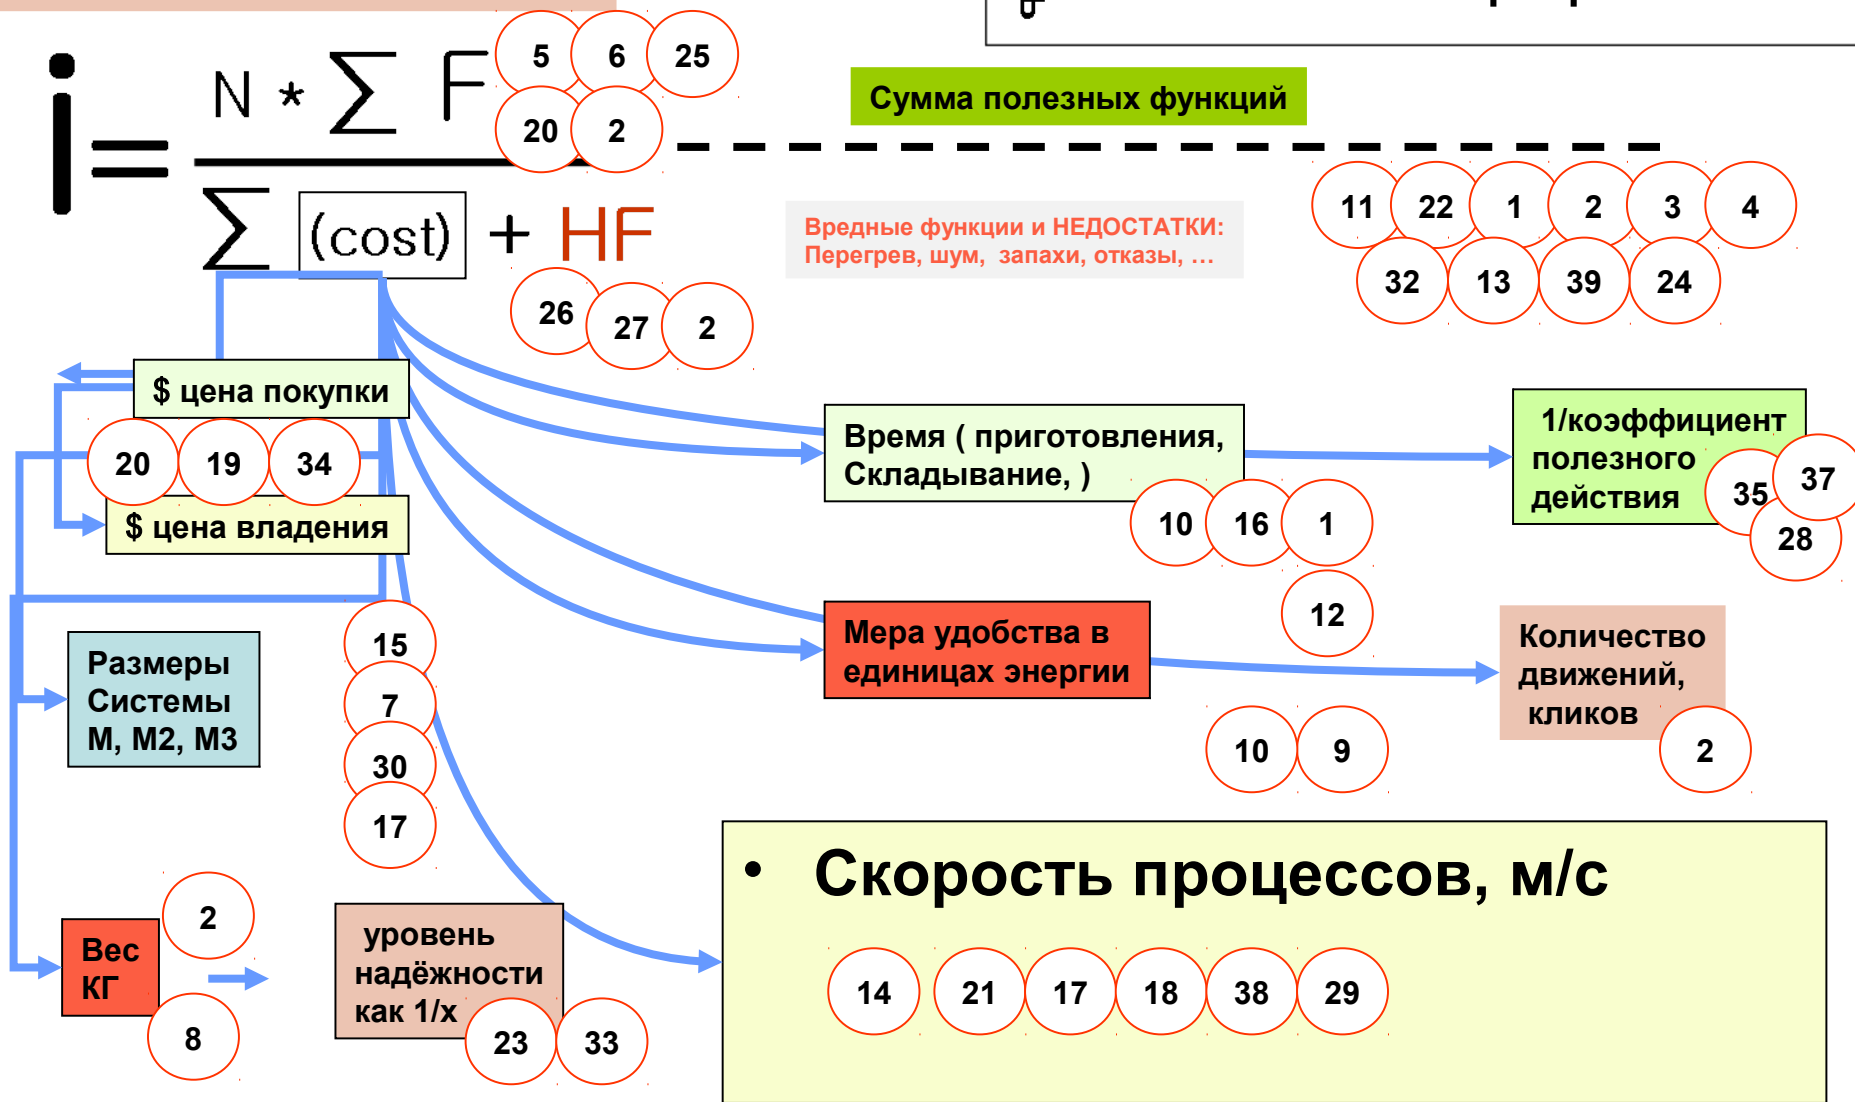 i = N * ∑ F
∑ (cost) + HF
5 6 25
20 2
Сумма полезных функций
Вредные функции и НЕДОСТАТКИ:
Перегрев, шум, запахи, отказы, …
11 22 1 2 3 4
32 13 39 24
26 27 2
$ цена покупки
20 19 34
$ цена владения
Время ( приготовления,
Складывание, )
10 16 1
12
1/коэффициент
полезного
действия
35 37
28
Мера удобства в
единицах энергии
10 9
Количество
движений,
кликов
2
Размеры
Системы
М, М2, М3
15
7
30
17
Вес
КГ
2
8
уровень
надёжности
как 1/х
23 33
• Скорость процессов, м/с
14 21 17 18 38 29